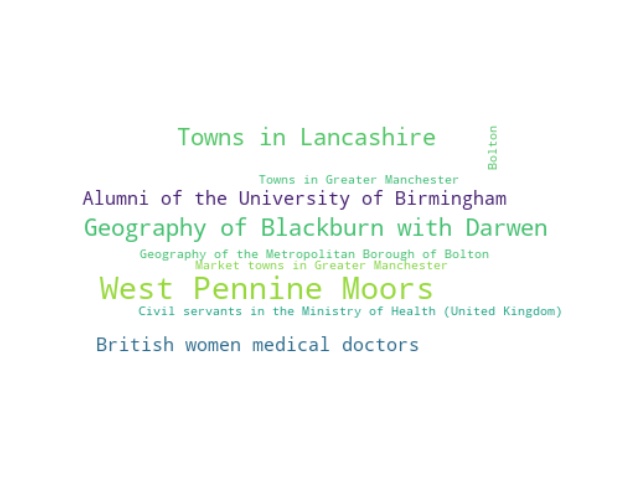 Towns in Lancashire
Bolton
Towns in Greater Manchester
Alumni of the University of Birmingham
Geography of Blackburn with Darwen
Geography of the Metropolitan Borough of Bolton
Market towns in Greater Manchester
West Pennine Moors
Civil servants in the Ministry of Health (United Kingdom)
British women medical doctors